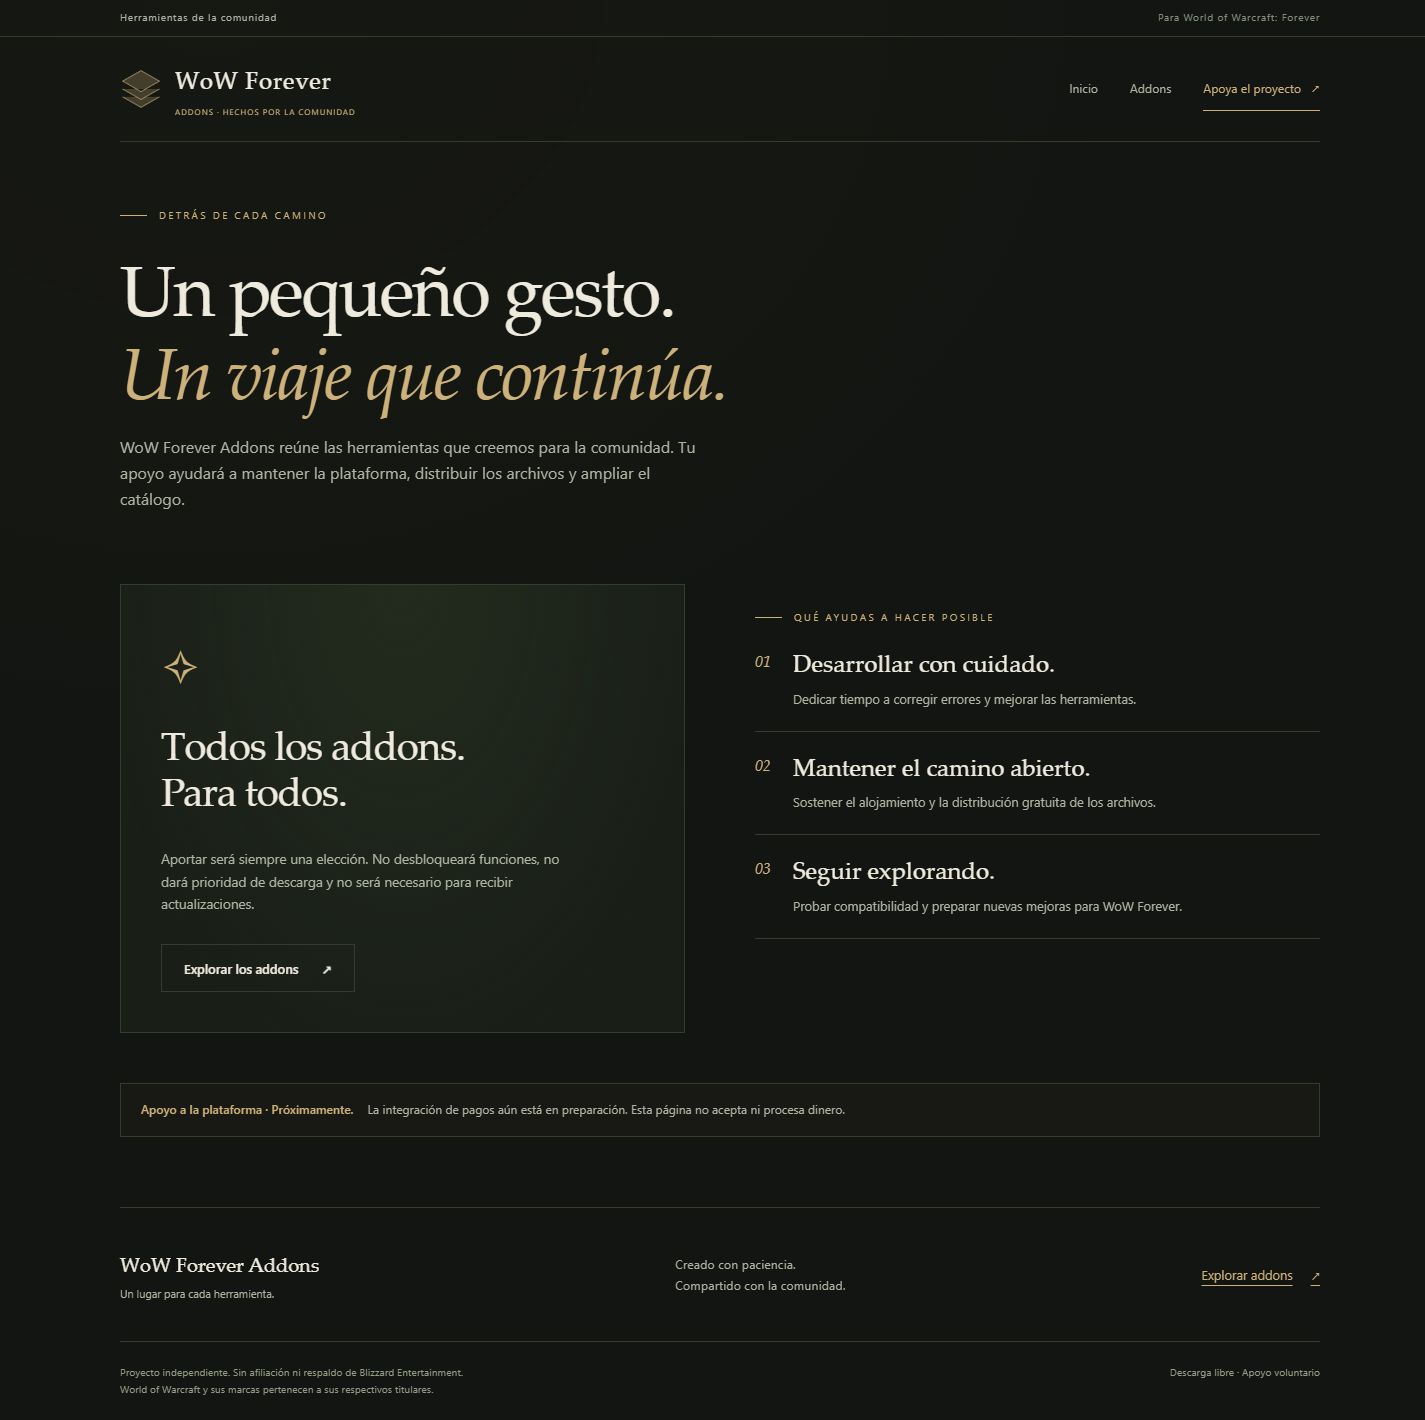 Herramientas de la comunidad
Para World of Warcraft: Forever
WoW Forever
ADDONS · HECHOS POR LA COMUNIDAD
Inicio
Addons
Apoya el proyecto ↗
DETRÁS DE CADA CAMINO
Un pequeño gesto.
Un viaje que continúa.
WoW Forever Addons reúne las herramientas que creemos para la comunidad. Tu
apoyo ayudará a mantener la plataforma, distribuir los archivos y ampliar el
catálogo.
Todos los addons.
Para todos.
Aportar será siempre una elección. No desbloqueará funciones, no
dará prioridad de descarga y no será necesario para recibir
actualizaciones.
Explorar los addons ↗
QUÉ AYUDAS A HACER POSIBLE
01 Desarrollar con cuidado.
Dedicar tiempo a corregir errores y mejorar las herramientas.
02 Mantener el camino abierto.
Sostener el alojamiento y la distribución gratuita de los archivos.
03 Seguir explorando.
Probar compatibilidad y preparar nuevas mejoras para WoW Forever.
Apoyo a la plataforma · Próximamente. La integración de pagos aún está en preparación. Esta página no acepta ni procesa dinero.
WoW Forever Addons
Un lugar para cada herramienta.
Creado con paciencia.
Compartido con la comunidad.
Explorar addons ↗
Proyecto independiente. Sin afiliación ni respaldo de Blizzard Entertainment.
World of Warcraft y sus marcas pertenecen a sus respectivos titulares.
Descarga libre · Apoyo voluntario